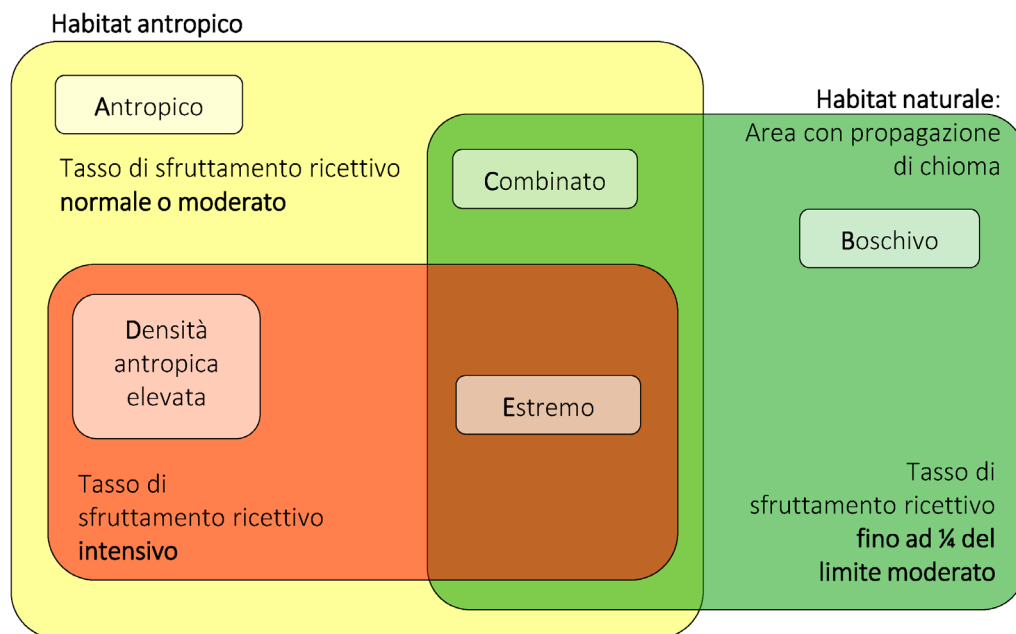 Habitat antropico
Antropico
Tasso di sfruttamento ricettivo
normale o moderato
Combinato
Habitat naturale:
Area con propagazione
di chioma
Boschivo
Densità
antropica
elevata
Estremo
Tasso di
sfruttamento ricettivo
intensivo
Tasso di
sfruttamento ricettivo
fino ad ¼ del
limite moderato